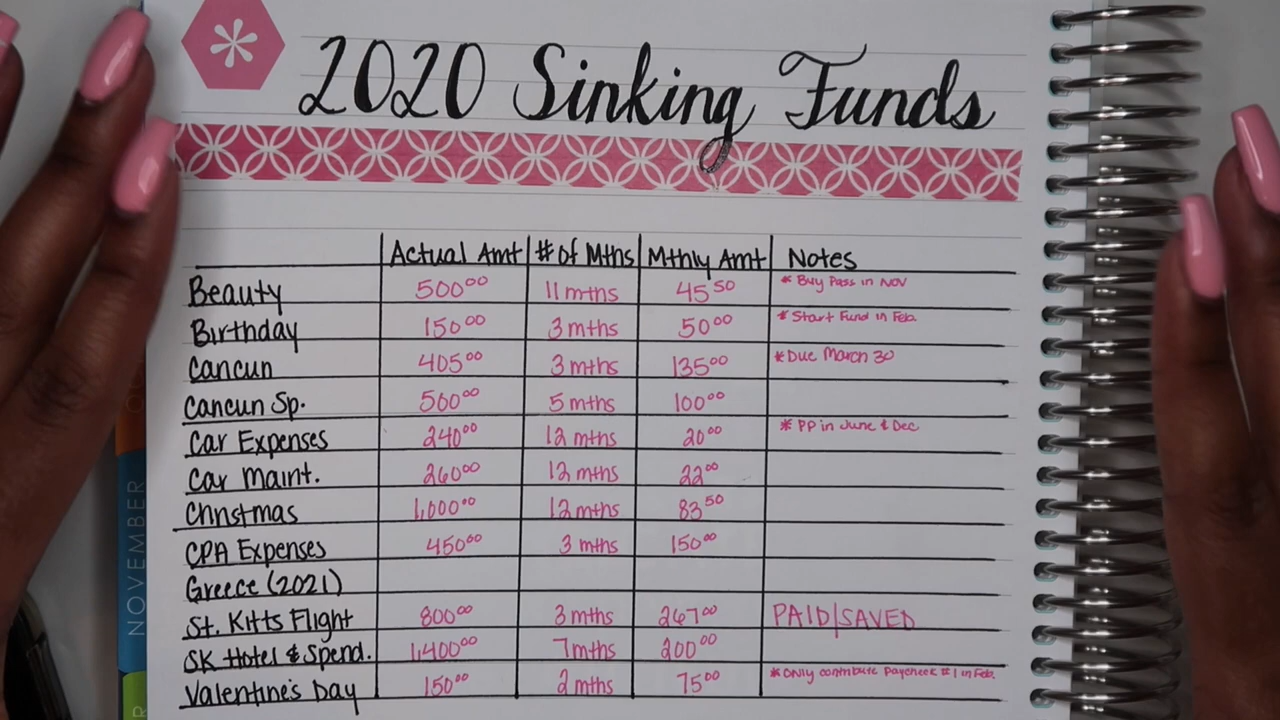 2020 Sinking Funds
Actual Amt # of Mths Mthly Amt Notes
Beauty 500.00 11 mths 45.50 * Buy Pass in NOV
Birthday 150.00 3 mths 50.00 * Start Fund in Feb.
Cancun 405.00 3 mths 135.00 * Due March 30
Cancun Sp. 500.00 5 mths 100.00
Car Expenses 240.00 12 mths 20.00 * PP in June & Dec
Car Maint. 260.00 12 mths 22.00
Christmas 1,000.00 12 mths 83.50
CPA Expenses 450.00 3 mths 150.00
Greece (2021)
St. Kitts Flight 800.00 3 mths 267.00 PAID/SAVED
SK Hotel & Spend. 1,400.00 7 mths 200.00
Valentine's Day 150.00 2 mths 75.00 * Only contribute Paycheck #1 in Feb.
NOVEMBER